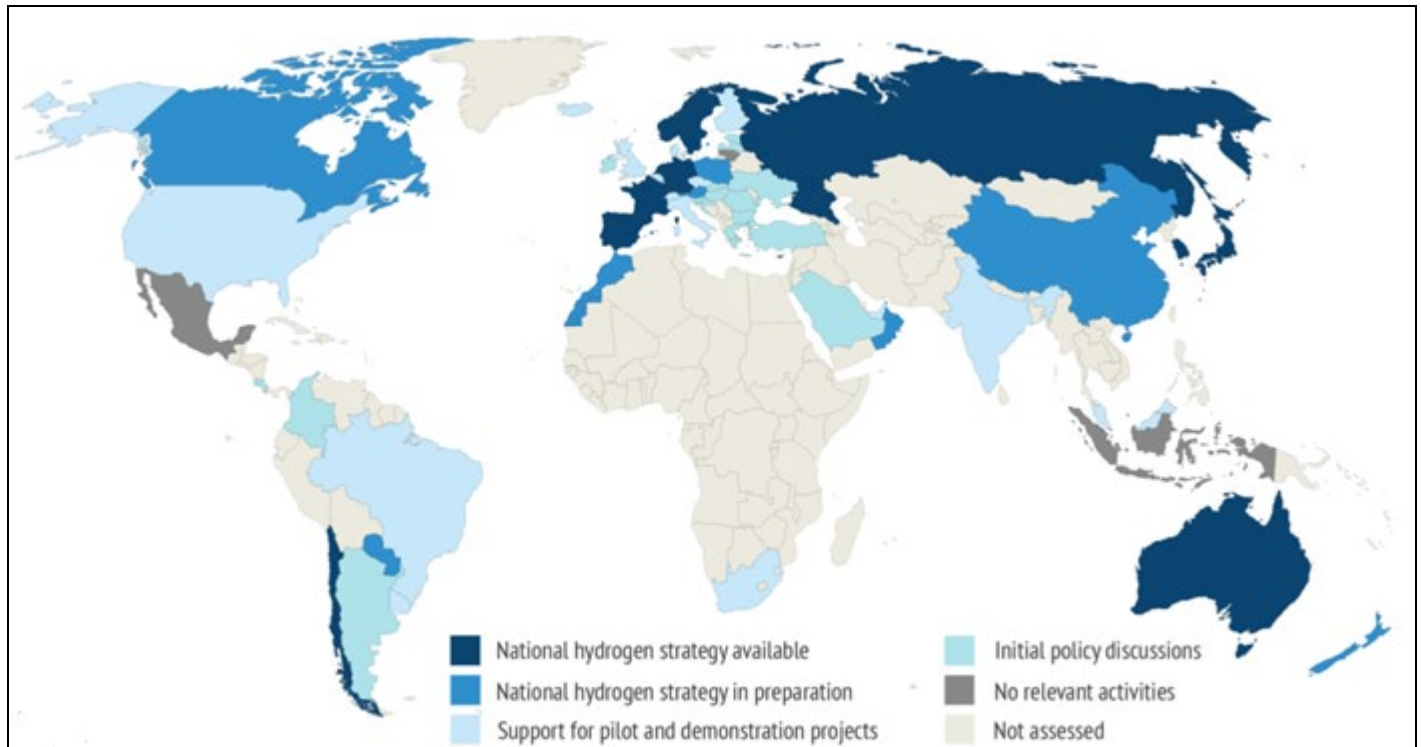 National hydrogen strategy available
National hydrogen strategy in preparation
Support for pilot and demonstration projects
Initial policy discussions
No relevant activities
Not assessed